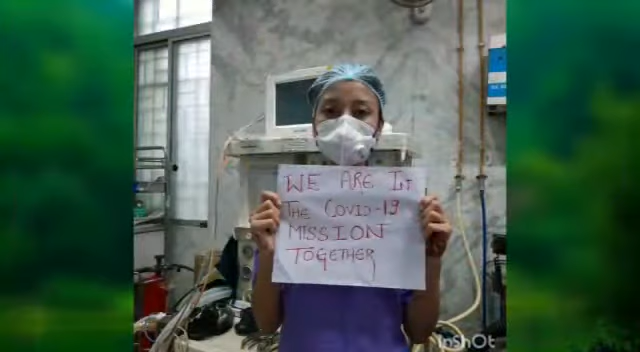 WE ARE IN
THE COVID-19
MISSION
TOGETHER
InShOt